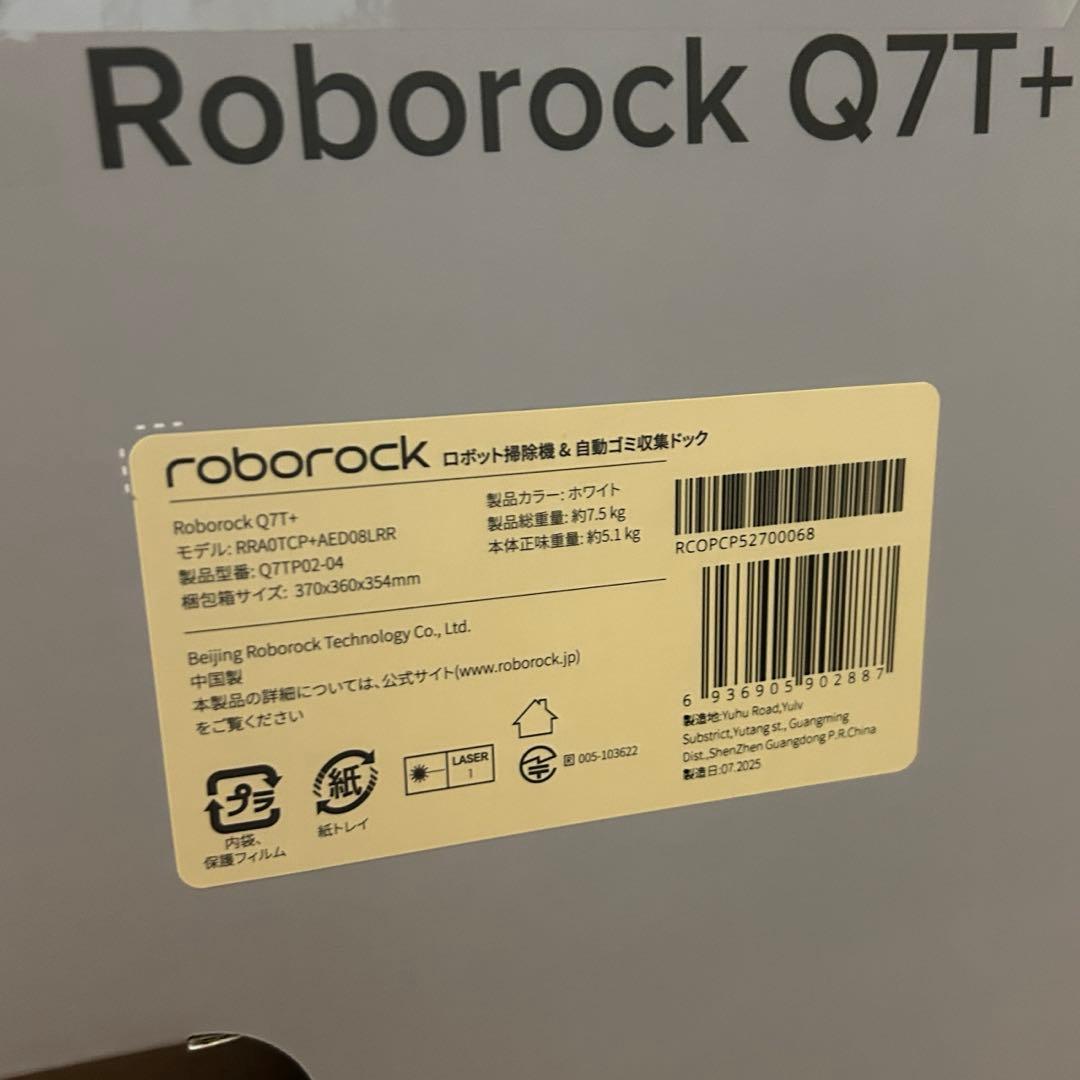 Roborock Q7T+
roborock ロボット掃除機 & 自動ゴミ収集ドック
Roborock Q7T+
モデル: RRA0TCP+AED08LRR
製品型番: Q7TP02-04
梱包箱サイズ: 370x360x354mm
製品カラー: ホワイト
製品総重量: 約7.5 kg
本体正味重量: 約5.1 kg
RCOPCP52700068
6 936905 902887
Beijing Roborock Technology Co., Ltd.
中国製
本製品の詳細については、公式サイト(www.roborock.jp)
をご覧ください
製造地:Yuhu Road,Yulv
Substrict,Yutang st., Guangming
Dist.,ShenZhen Guangdong P.R.China
製造日:07.2025
プラ
内袋、
保護フィルム
紙
紙トレイ
LASER
1
図 005-103622